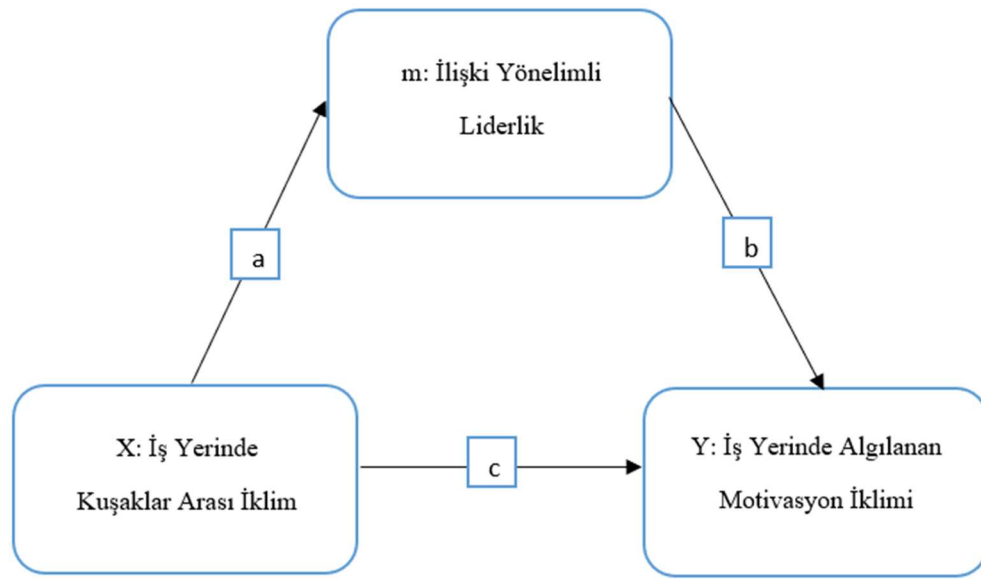 m: İlişki Yönelimli
Liderlik
a
b
X: İş Yerinde
Kuşaklar Arası İklim
c
Y: İş Yerinde Algılanan
Motivasyon İklimi